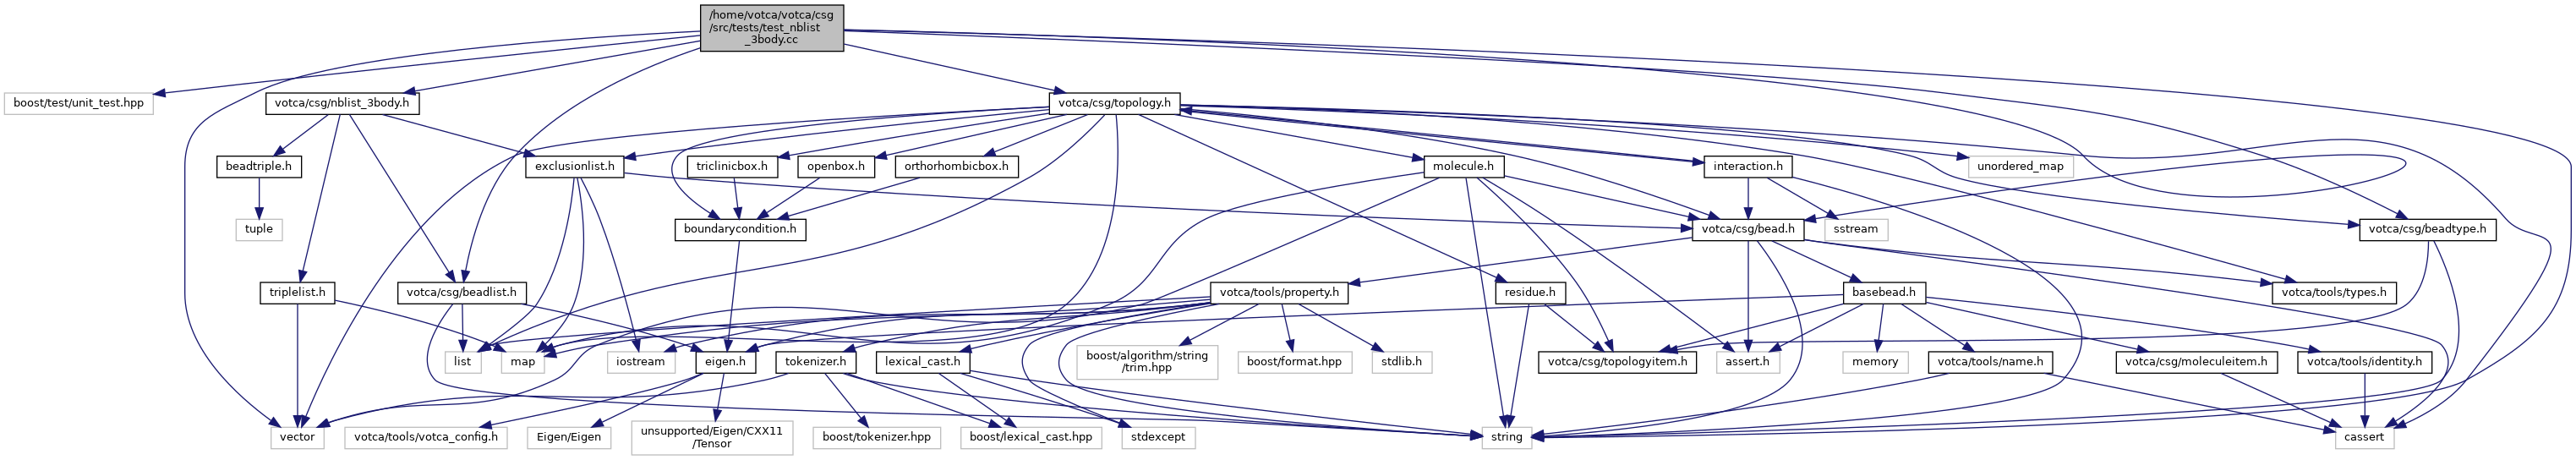 /home/votca/votca/csg
/src/tests/test_nblist
_3body.cc
boost/test/unit_test.hpp
votca/csg/nblist_3body.h
votca/csg/topology.h
beadtriple.h
exclusionlist.h
triclinicbox.h
openbox.h
orthorhombicbox.h
molecule.h
interaction.h
unordered_map
tuple
boundarycondition.h
votca/csg/bead.h
sstream
votca/csg/beadtype.h
triplelist.h
votca/csg/beadlist.h
votca/tools/property.h
residue.h
basebead.h
votca/tools/types.h
list
map
iostream
eigen.h
tokenizer.h
lexical_cast.h
boost/algorithm/string
/trim.hpp
boost/format.hpp
stdlib.h
votca/csg/topologyitem.h
assert.h
memory
votca/tools/name.h
votca/csg/moleculeitem.h
votca/tools/identity.h
vector
votca/tools/votca_config.h
Eigen/Eigen
unsupported/Eigen/CXX11
/Tensor
boost/tokenizer.hpp
boost/lexical_cast.hpp
stdexcept
string
cassert